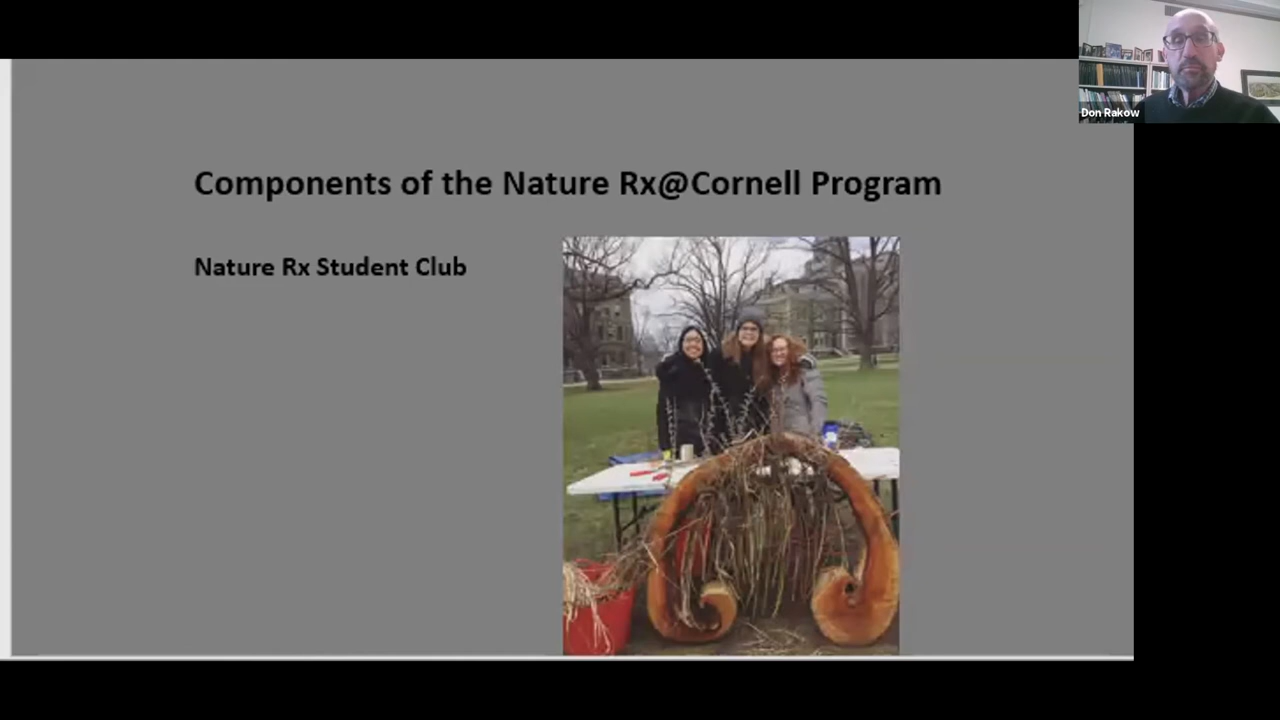 Don Rakow
Components of the Nature Rx@Cornell Program
Nature Rx Student Club